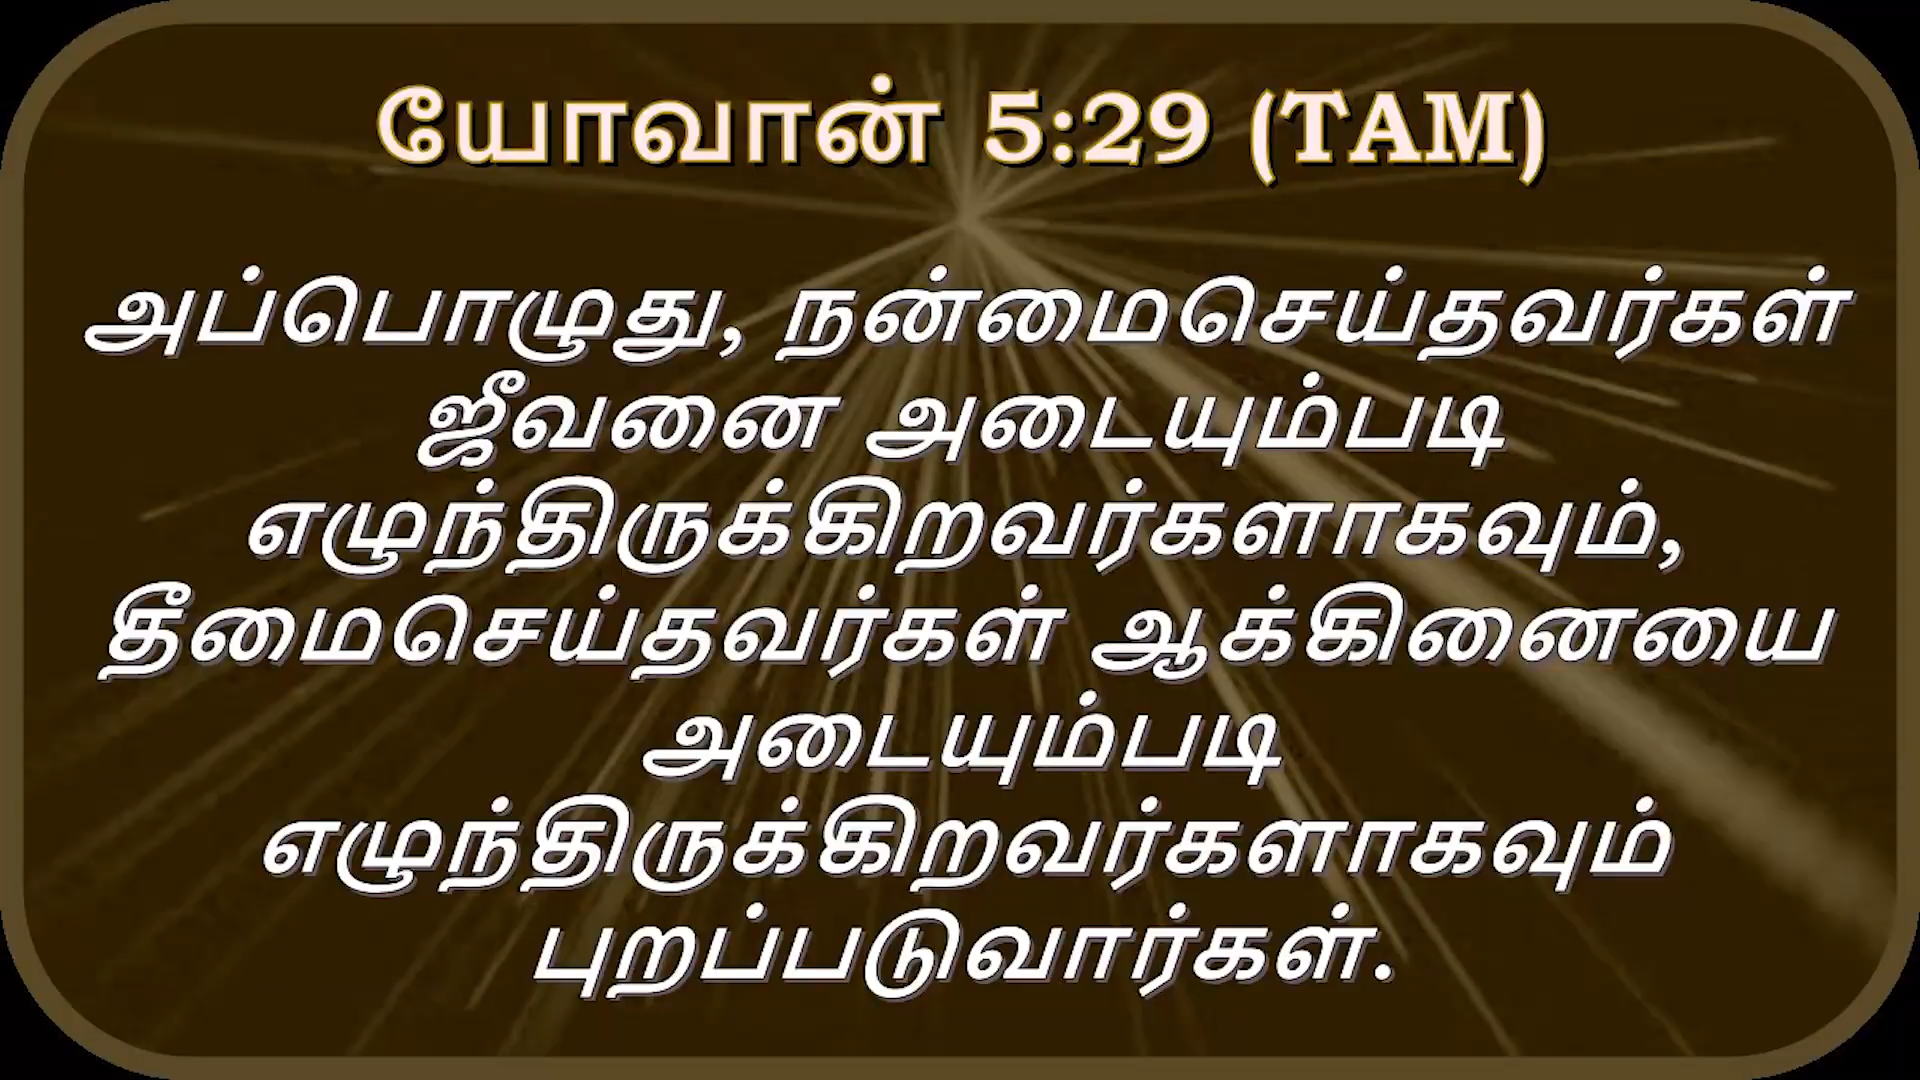 யோவான் 5:29 (TAM)
அப்பொழுது, நன்மைசெய்தவர்கள்
ஜீவனை அடையும்படி
எழுந்திருக்கிறவர்களாகவும்,
தீமைசெய்தவர்கள் ஆக்கினையை
அடையும்படி
எழுந்திருக்கிறவர்களாகவும்
புறப்படுவார்கள்.